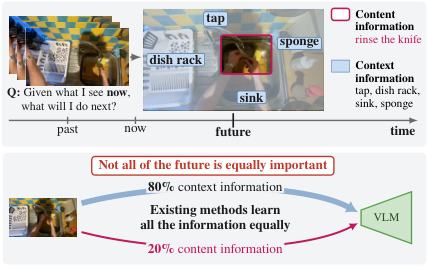 tap
sponge
dish rack
sink
Content
information
rinse the knife
Context
information
tap, dish rack,
sink, sponge
Q: Given what I see now,
what will I do next?
past
now
future
time
Not all of the future is equally important
80% context information
Existing methods learn
all the information equally
20% content information
VLM